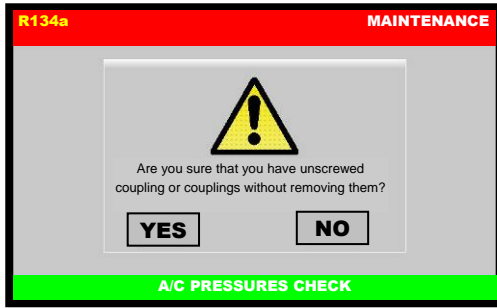 R134a MAINTENANCE
Are you sure that you have unscrewed
coupling or couplings without removing them?
YES NO
A/C PRESSURES CHECK